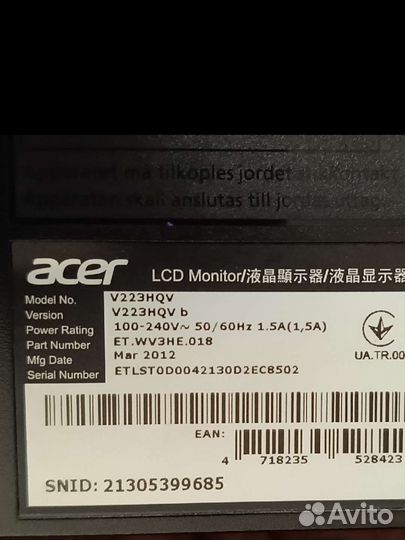 Apparatet må tilkoples jordet stikkontakt
Apparaten skall anslutas till jordat uttag
acer
LCD Monitor/液晶顯示器/液晶显示器
Model No. V223HQV
Version V223HQV b
Power Rating 100-240V~ 50/60Hz 1.5A(1,5A)
Part Number ET.WV3HE.018
Mfg Date Mar 2012
Serial Number ETLST0D0042130D2EC8502
UA.TR.00
EAN:
4 718235 528423
SNID: 21305399685
Avito